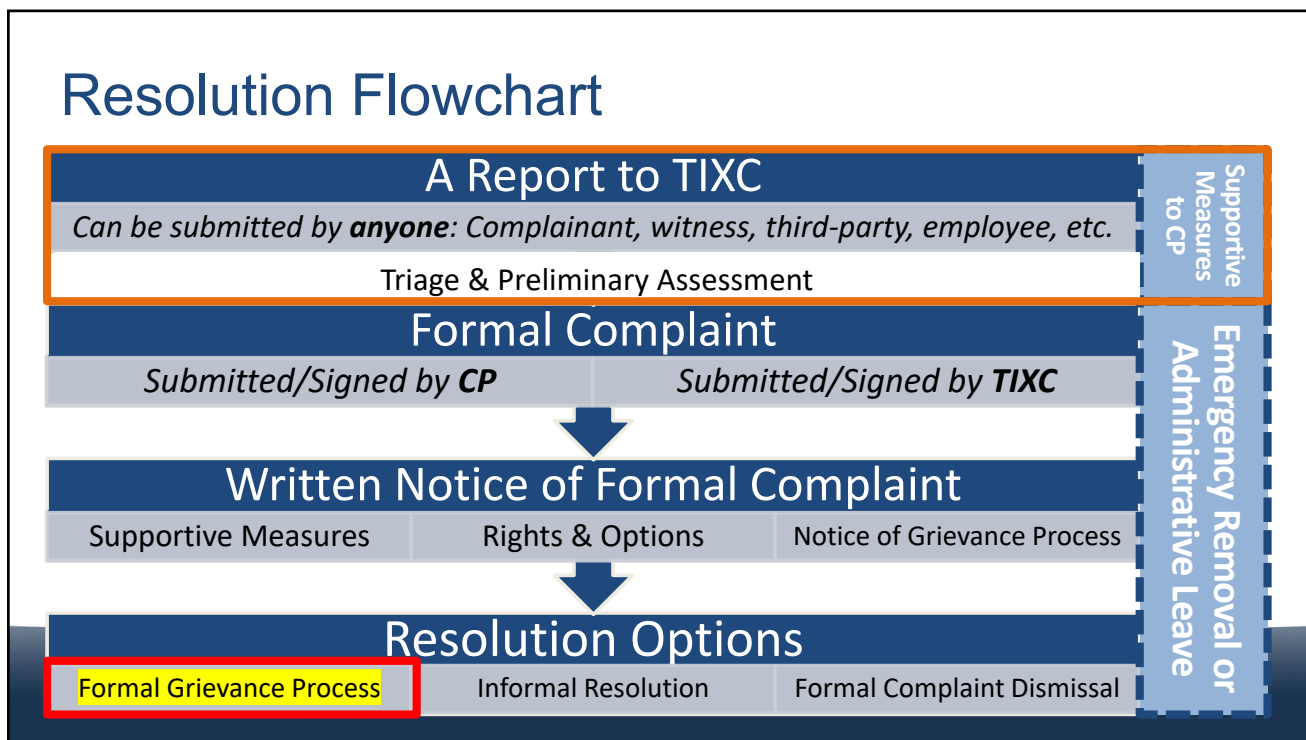 Resolution Flowchart
A Report to TIXC
Can be submitted by anyone: Complainant, witness, third-party, employee, etc.
Triage & Preliminary Assessment
Supportive
Measures
to CP
Formal Complaint
Submitted/Signed by CP
Submitted/Signed by TIXC
Emergency Removal or
Administrative Leave
Written Notice of Formal Complaint
Supportive Measures
Rights & Options
Notice of Grievance Process
Resolution Options
Formal Grievance Process
Informal Resolution
Formal Complaint Dismissal